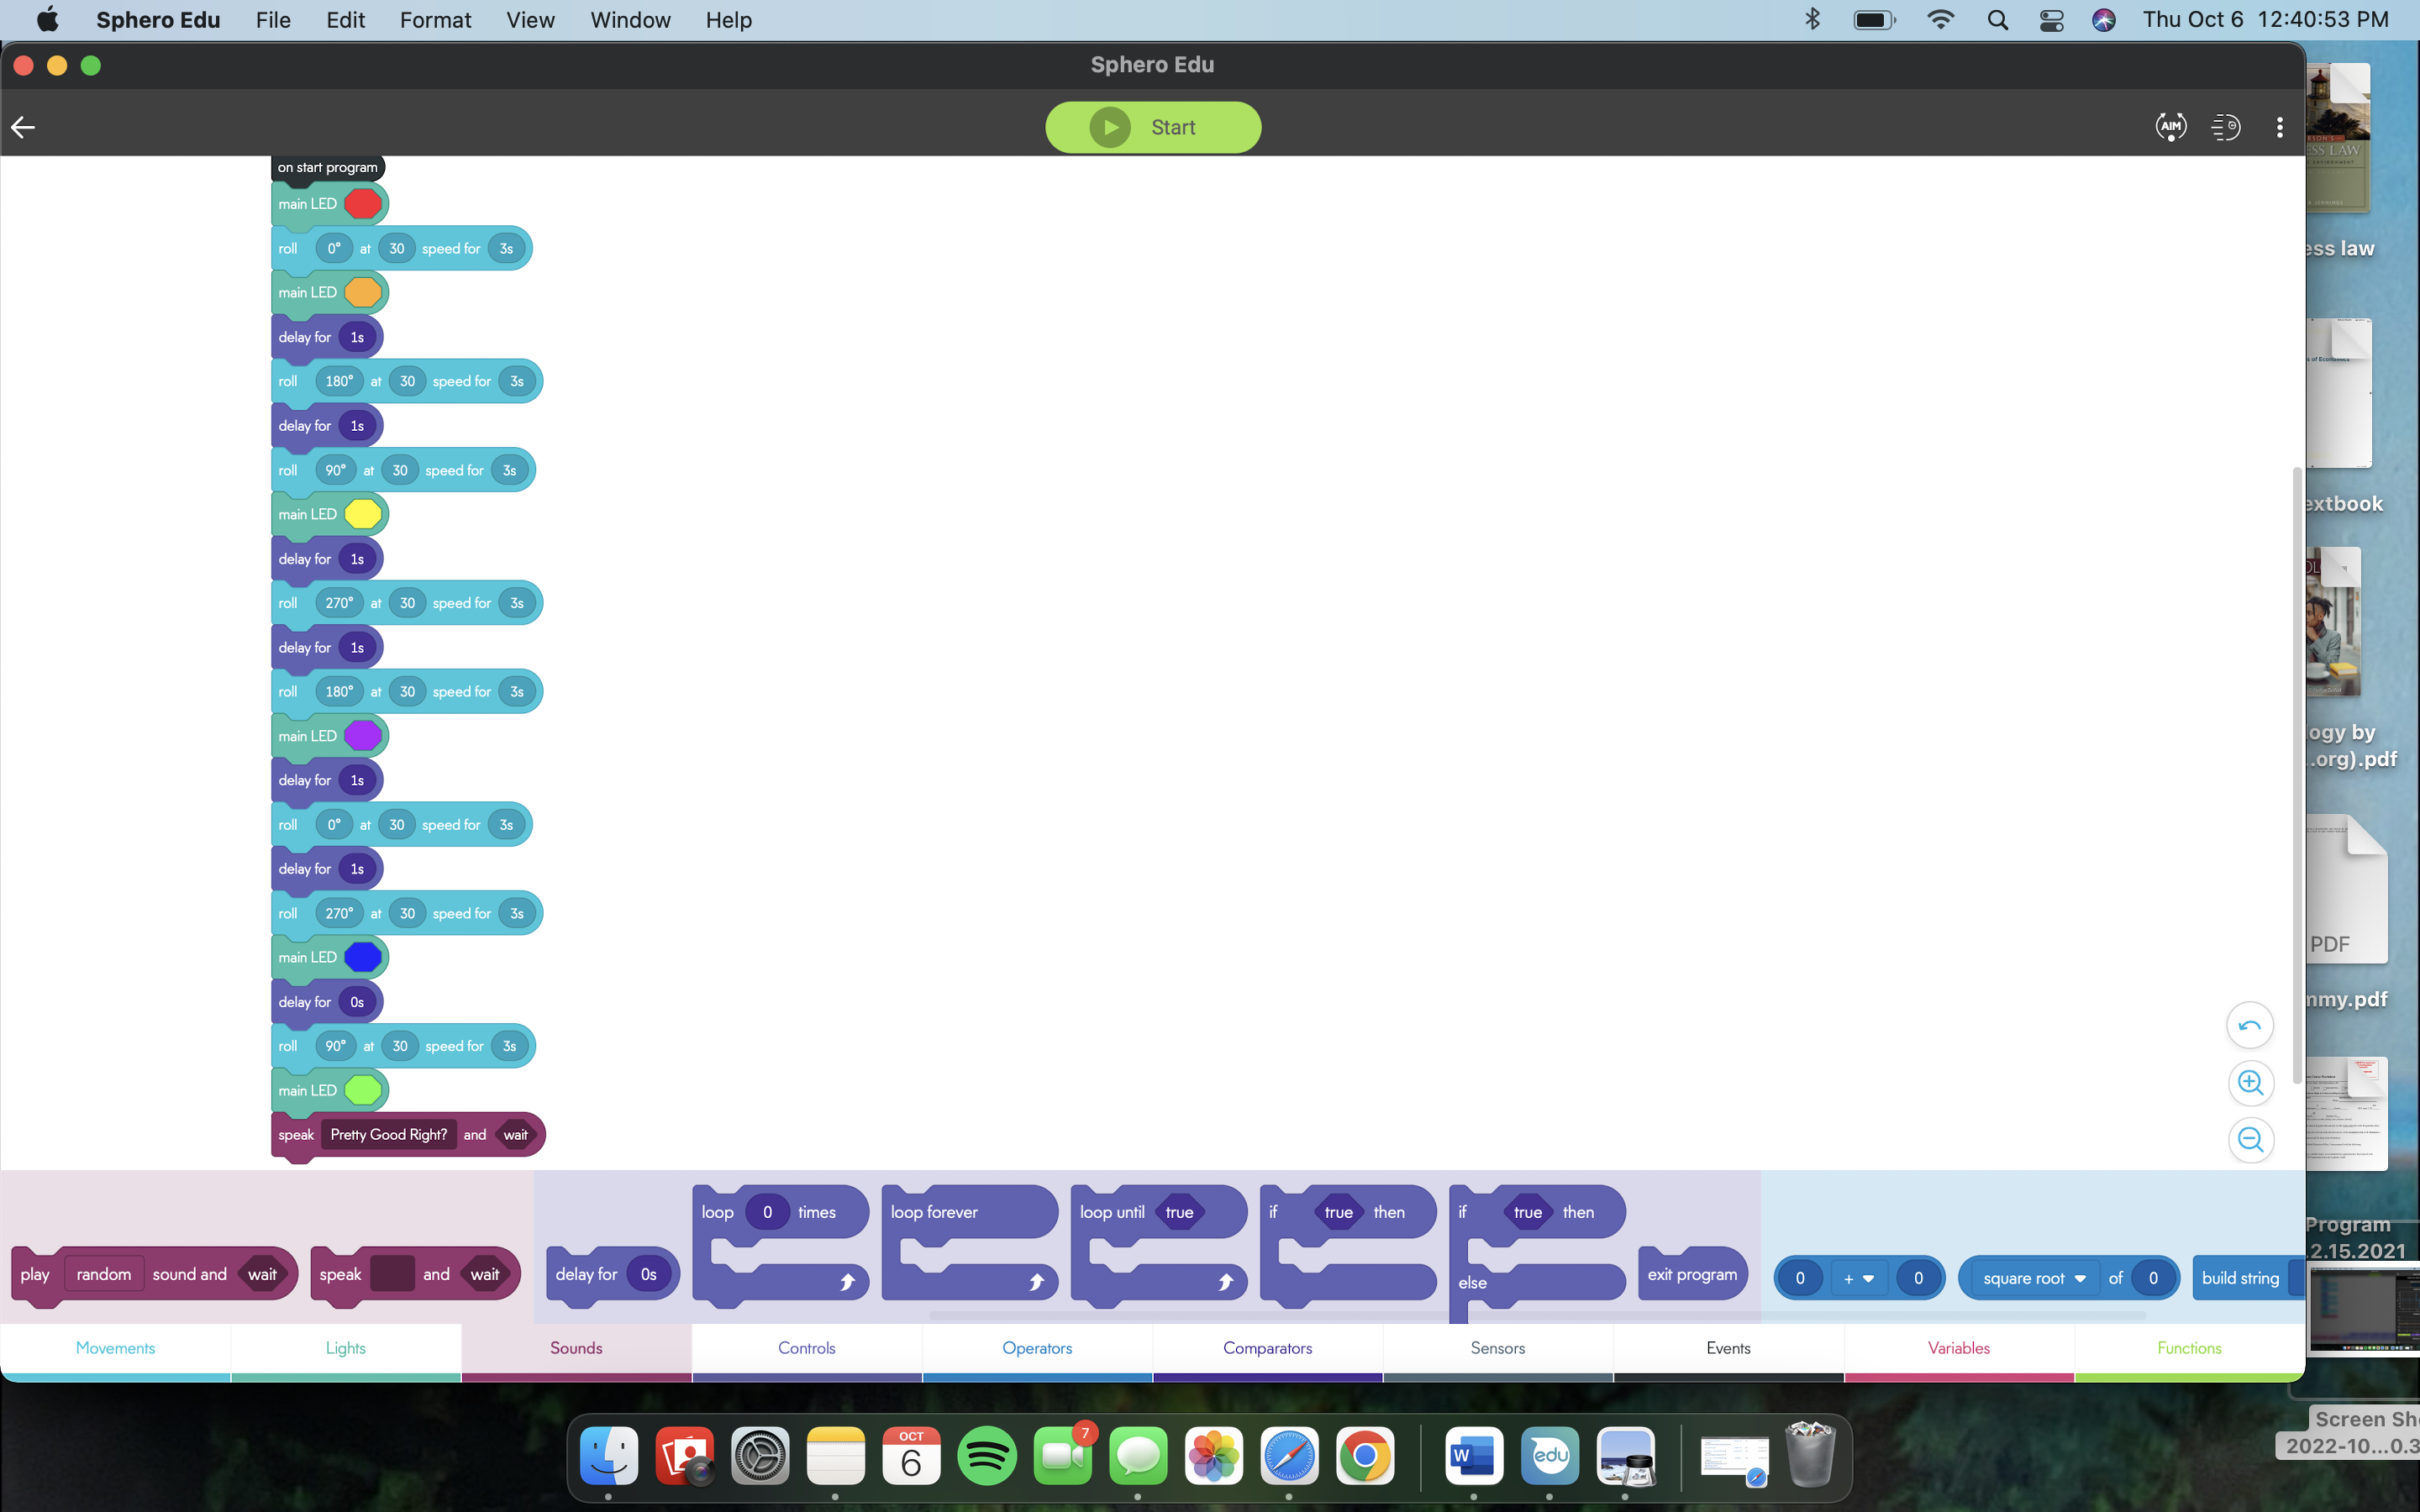 Sphero Edu File Edit Format View Window Help Thu Oct 6 12:40:53 PM
Sphero Edu
Start
AIM
on start program
main LED
roll 0° at 30 speed for 3s
main LED
delay for 1s
roll 180° at 30 speed for 3s
delay for 1s
roll 90° at 30 speed for 3s
main LED
delay for 1s
roll 270° at 30 speed for 3s
delay for 1s
roll 180° at 30 speed for 3s
main LED
delay for 1s
roll 0° at 30 speed for 3s
delay for 1s
roll 270° at 30 speed for 3s
main LED
delay for 0s
roll 90° at 30 speed for 3s
main LED
speak Pretty Good Right? and wait
play random sound and wait
speak and wait
delay for 0s
loop 0 times
loop forever
loop until true
if true then
if true then
else
exit program
0 + 0
square root of 0
build string
Movements Lights Sounds Controls Operators Comparators Sensors Events Variables Functions
ess law
extbook
logy by
.org).pdf
PDF
mmy.pdf
Program
2.15.2021
Screen Sh
2022-10...0.3
OCT
6
7
W
edu